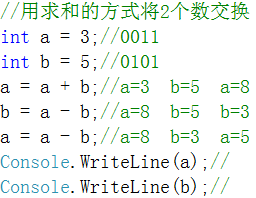 //用求和的方式将2个数交换
int a = 3;//0011
int b = 5;//0101
a = a + b;//a=3  b=5  a=8
b = a - b;//a=8  b=5  b=3
a = a - b;//a=8  b=3  a=5
Console.WriteLine(a);//
Console.WriteLine(b);//